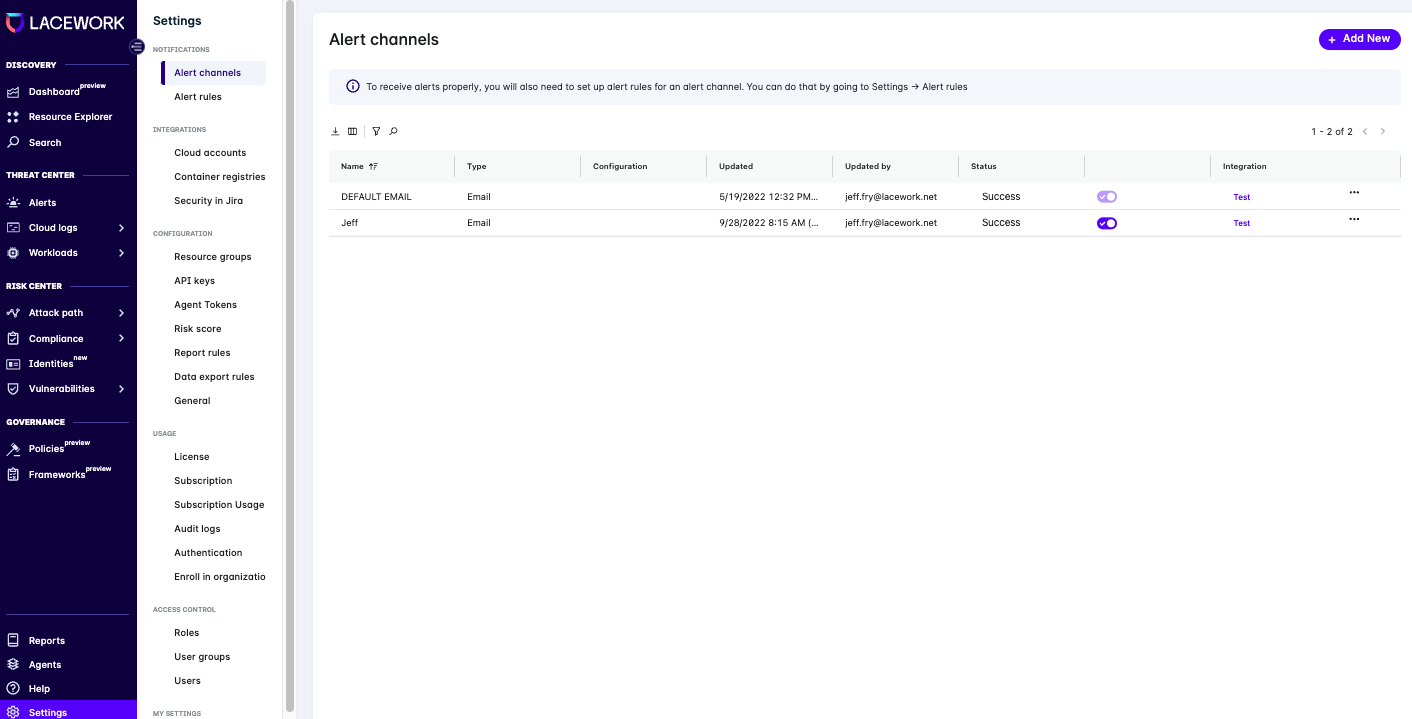 LACEWORK
DISCOVERY
Dashboard preview
Resource Explorer
Search
THREAT CENTER
Alerts
Cloud logs
Workloads
RISK CENTER
Attack path
Compliance
Identities new
Vulnerabilities
GOVERNANCE
Policies preview
Frameworks preview
Reports
Agents
Help
Settings
Settings
NOTIFICATIONS
Alert channels
Alert rules
INTEGRATIONS
Cloud accounts
Container registries
Security in Jira
CONFIGURATION
Resource groups
API keys
Agent Tokens
Risk score
Report rules
Data export rules
General
USAGE
License
Subscription
Subscription Usage
Audit logs
Authentication
Enroll in organizatio
ACCESS CONTROL
Roles
User groups
Users
MY SETTINGS
Alert channels
+ Add New
To receive alerts properly, you will also need to set up alert rules for an alert channel. You can do that by going to Settings → Alert rules
1 - 2 of 2
Name Type Configuration Updated Updated by Status Integration
DEFAULT EMAIL Email 5/19/2022 12:32 PM... jeff.fry@lacework.net Success Test
Jeff Email 9/28/2022 8:15 AM (... jeff.fry@lacework.net Success Test